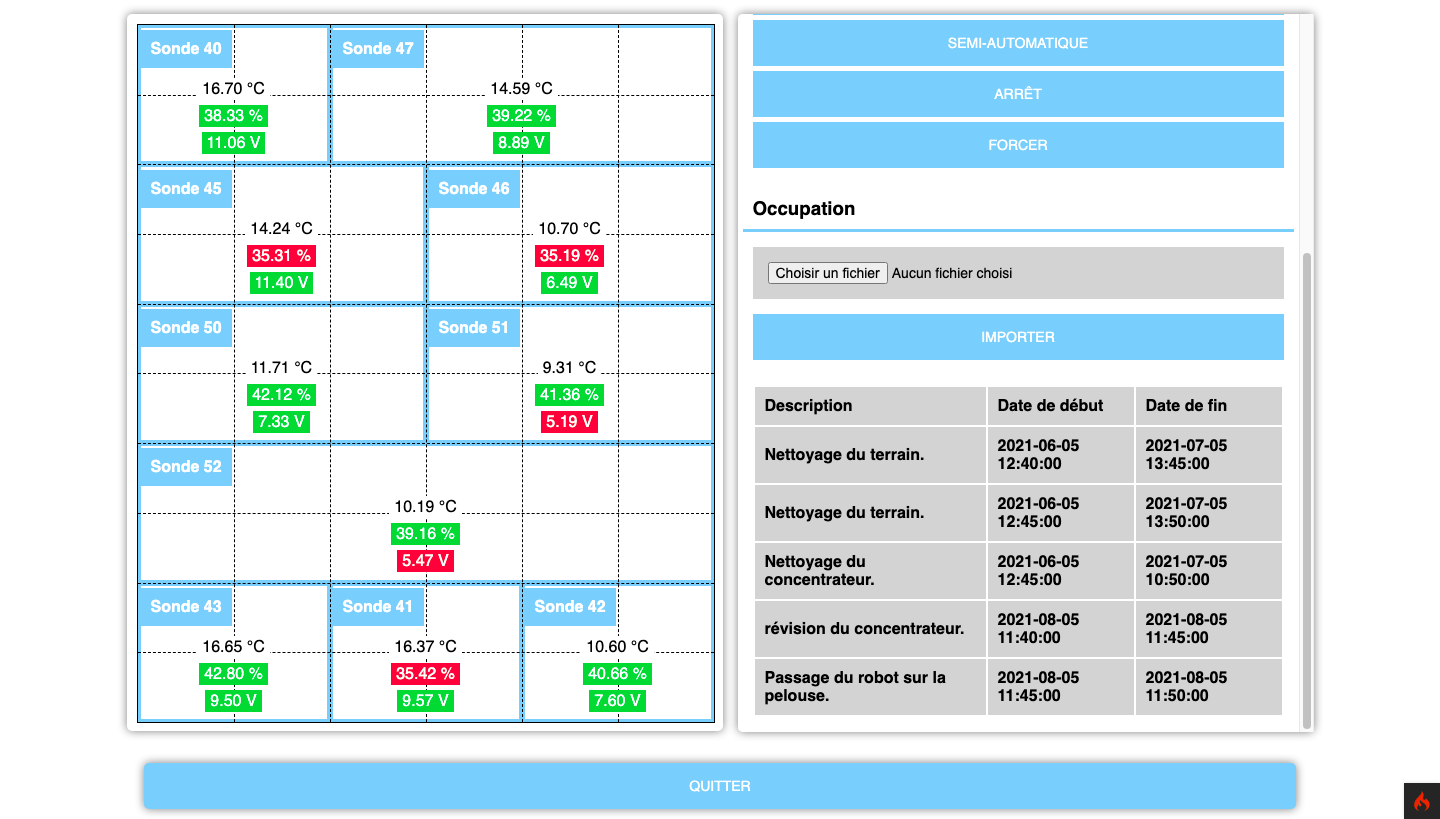 Sonde 40
16.70 °C
38.33 %
11.06 V
Sonde 47
14.59 °C
39.22 %
8.89 V
Sonde 45
14.24 °C
35.31 %
11.40 V
Sonde 46
10.70 °C
35.19 %
6.49 V
Sonde 50
11.71 °C
42.12 %
7.33 V
Sonde 51
9.31 °C
41.36 %
5.19 V
Sonde 52
10.19 °C
39.16 %
5.47 V
Sonde 43
16.65 °C
42.80 %
9.50 V
Sonde 41
16.37 °C
35.42 %
9.57 V
Sonde 42
10.60 °C
40.66 %
7.60 V
SEMI-AUTOMATIQUE
ARRÊT
FORCER
Occupation
Choisir un fichier Aucun fichier choisi
IMPORTER
Description Date de début Date de fin
Nettoyage du terrain.
2021-06-05
12:40:00
2021-07-05
13:45:00
Nettoyage du terrain.
2021-06-05
12:45:00
2021-07-05
13:50:00
Nettoyage du
concentrateur.
2021-06-05
12:45:00
2021-07-05
10:50:00
révision du concentrateur.
2021-08-05
11:40:00
2021-08-05
11:45:00
Passage du robot sur la
pelouse.
2021-08-05
11:45:00
2021-08-05
11:50:00
QUITTER